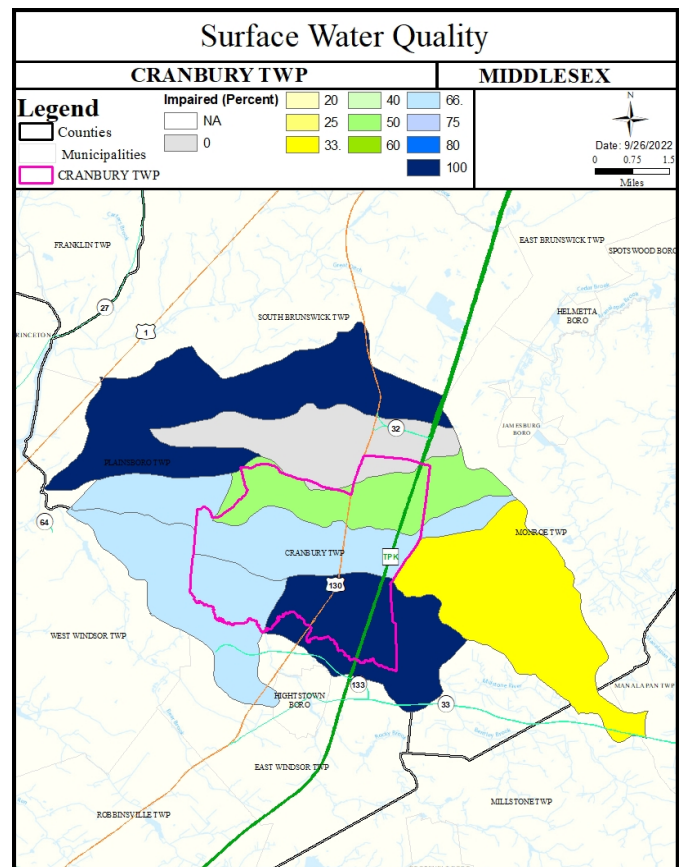 Surface Water Quality
CRANBURY TWP
MIDDLESEX
Legend
Counties
Municipalities
CRANBURY TWP
Impaired (Percent)
NA
0
20
25
33.
40
50
60
66.
75
80
100
N
Date: 9/26/2022
0 0.75 1.5
Miles
FRANKLIN TWP
EAST BRUNSWICK TWP
SPOTSWOOD BORO
27
1
HELMETTA
BORO
SOUTH BRUNSWICK TWP
RINCETON
JAMESBURG
BORO
32
PLAINSBORO TWP
64
MONROE TWP
CRANBURY TWP
TPK
130
WEST WINDSOR TWP
133
HIGHTSTOWN
BORO
33
MANALAPAN TWP
EAST WINDSOR TWP
MILLSTONE TWP
ROBBINSVILLE TWP